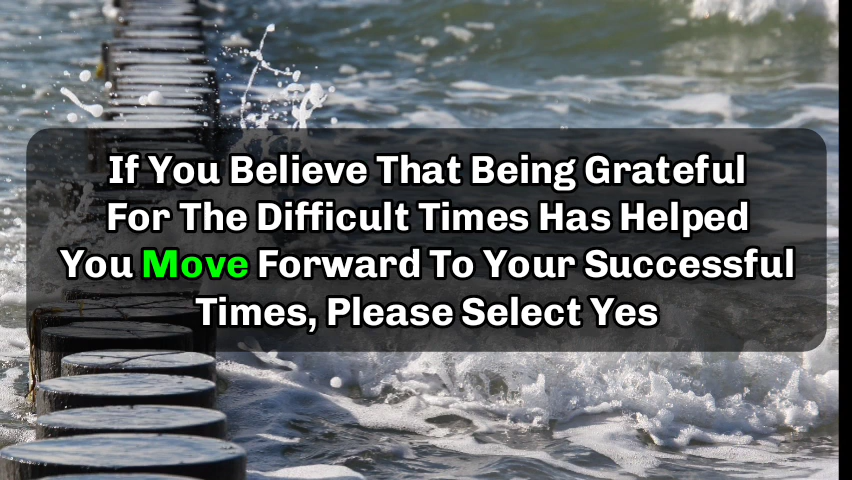 If You Believe That Being Grateful
For The Difficult Times Has Helped
You Move Forward To Your Successful
Times, Please Select Yes